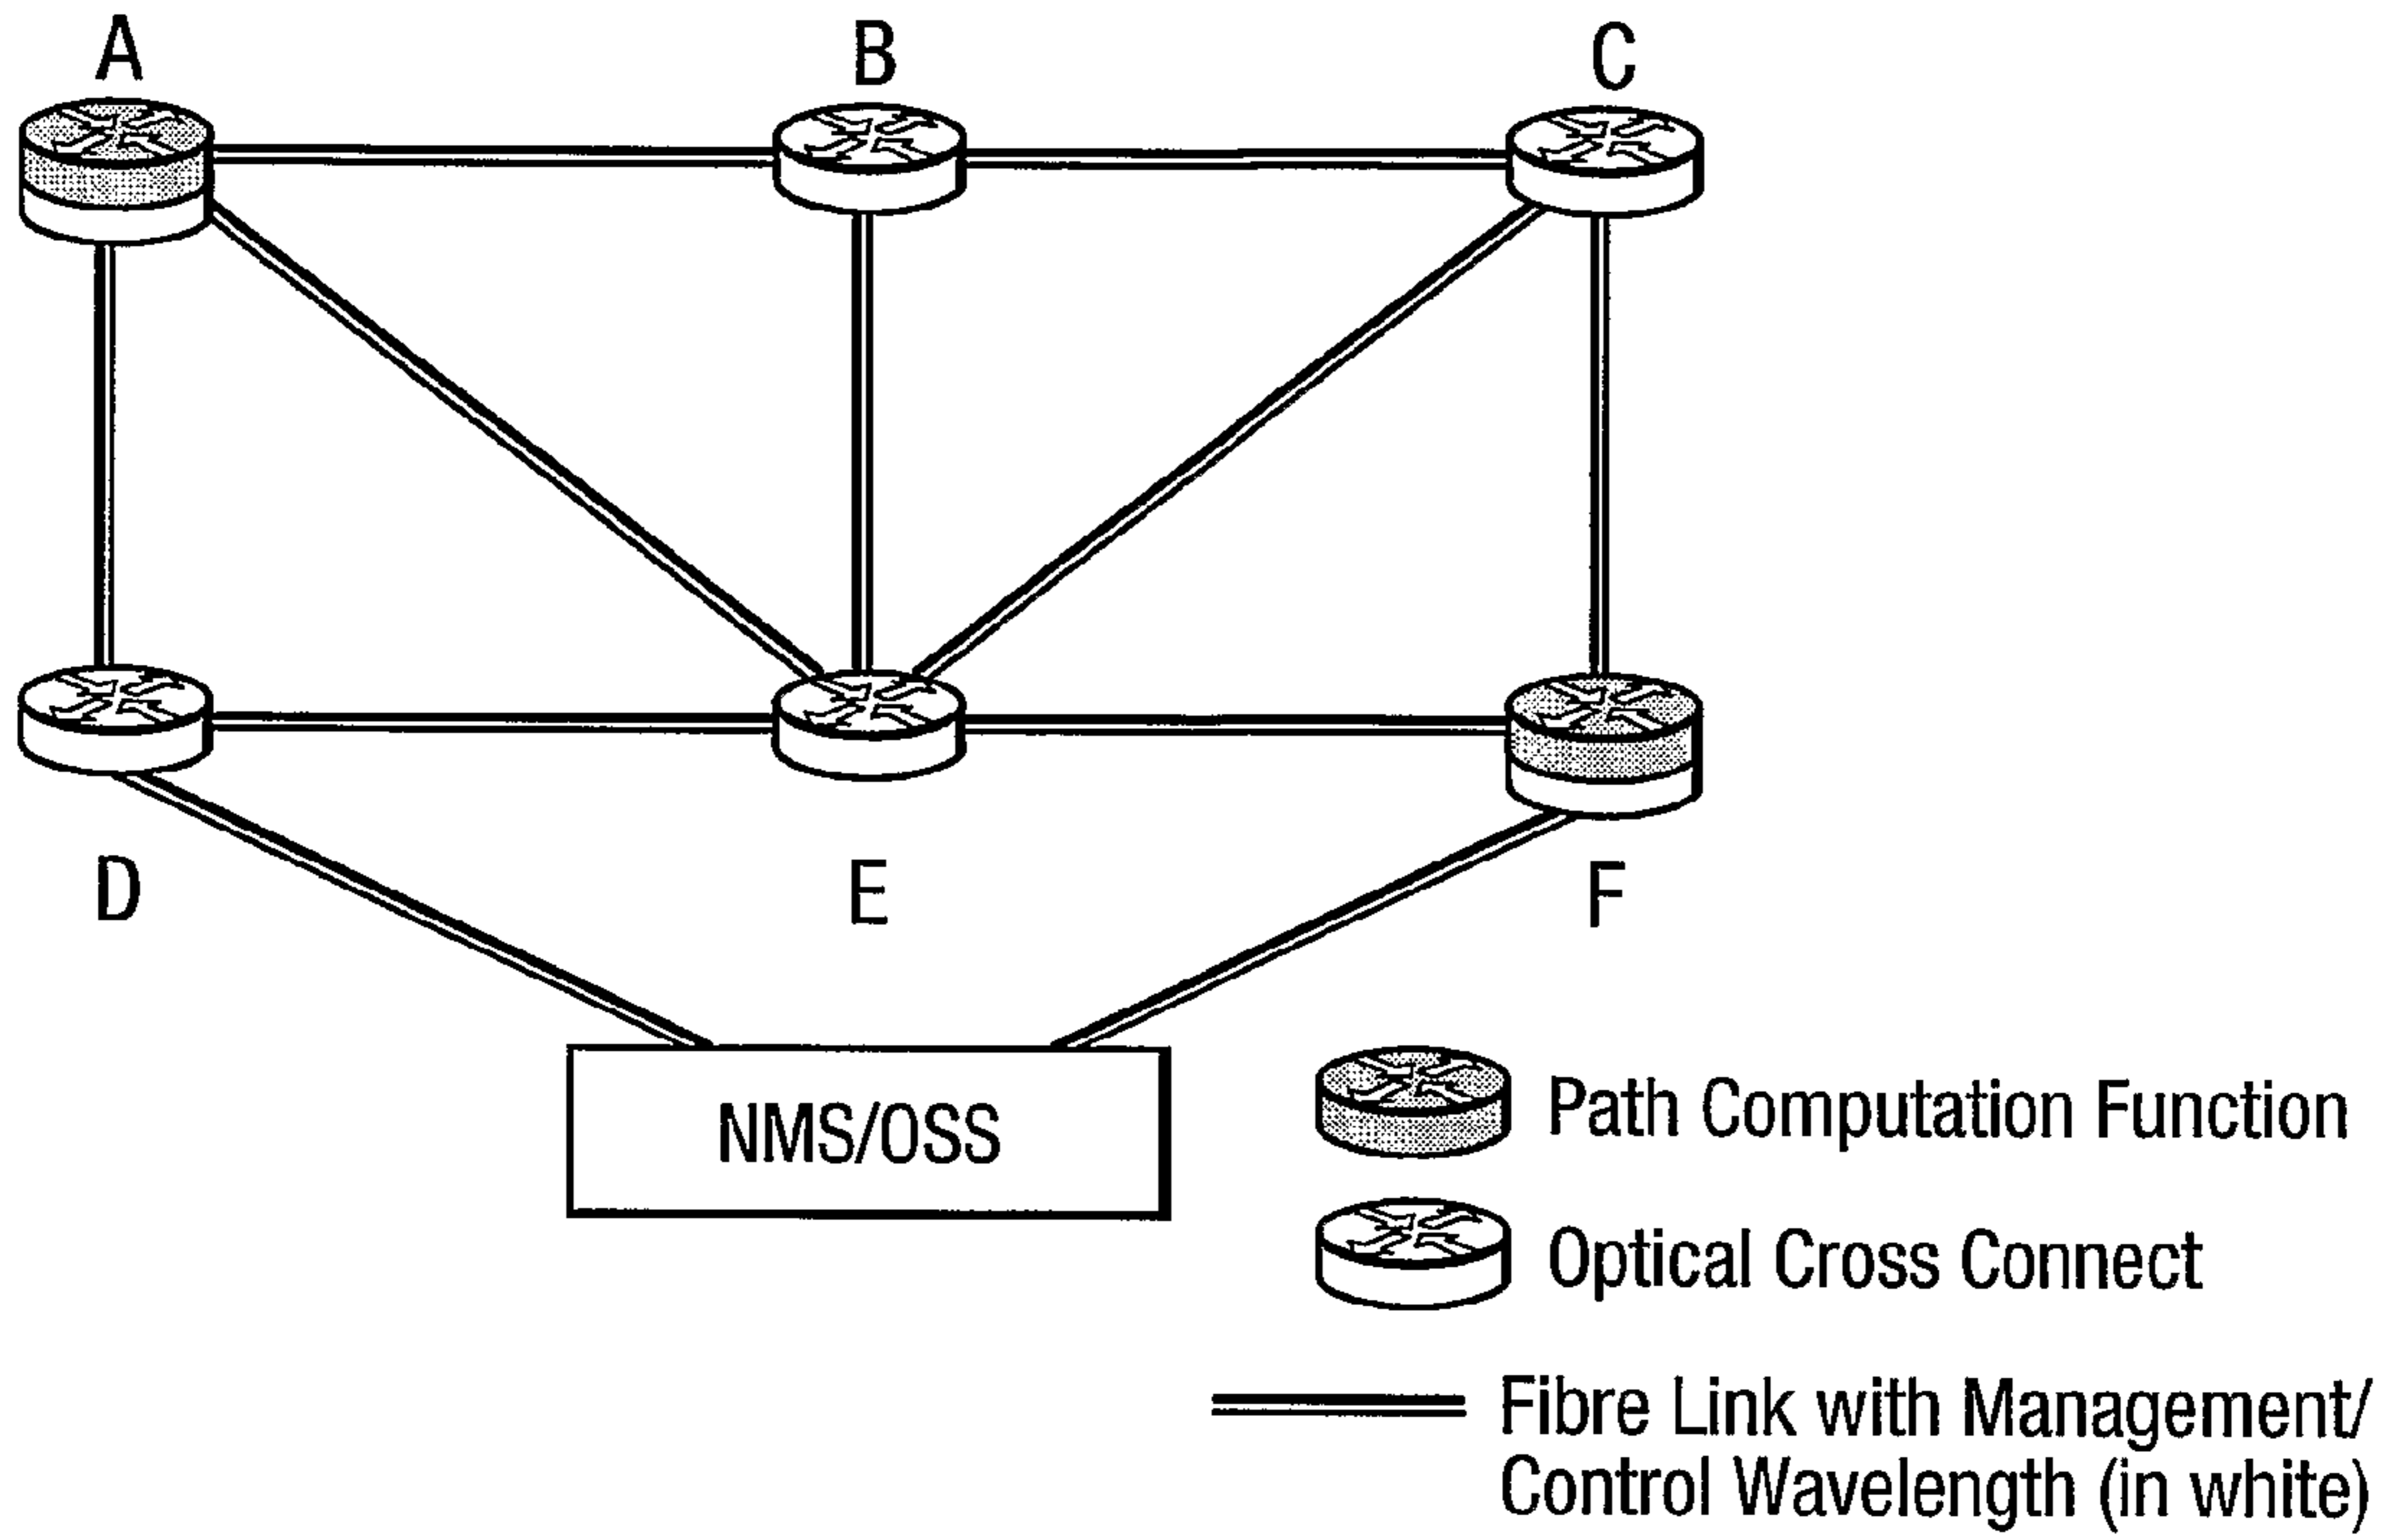 A
B
C
D
E
F
NMS/OSS
Path Computation Function
Optical Cross Connect
Fibre Link with Management/
Control Wavelength (in white)